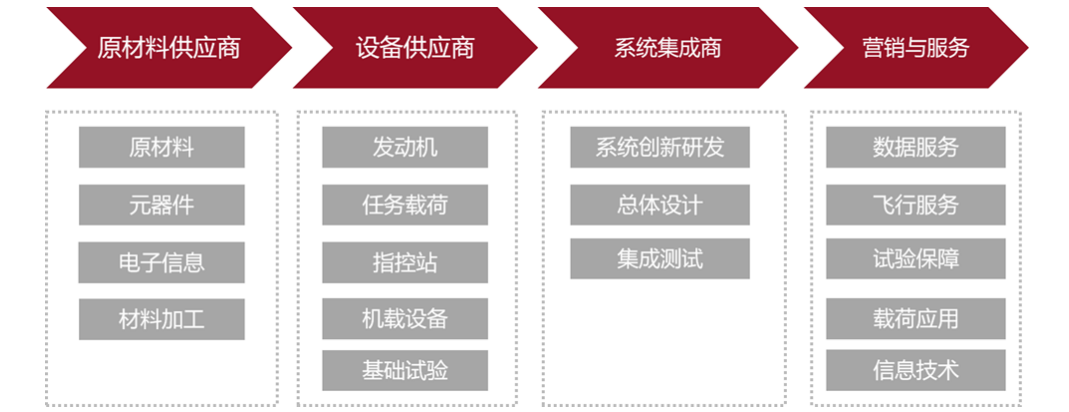 原材料供应商
设备供应商
系统集成商
营销与服务
原材料
元器件
电子信息
材料加工
发动机
任务载荷
指控站
机载设备
基础试验
系统创新研发
总体设计
集成测试
数据服务
飞行服务
试验保障
载荷应用
信息技术